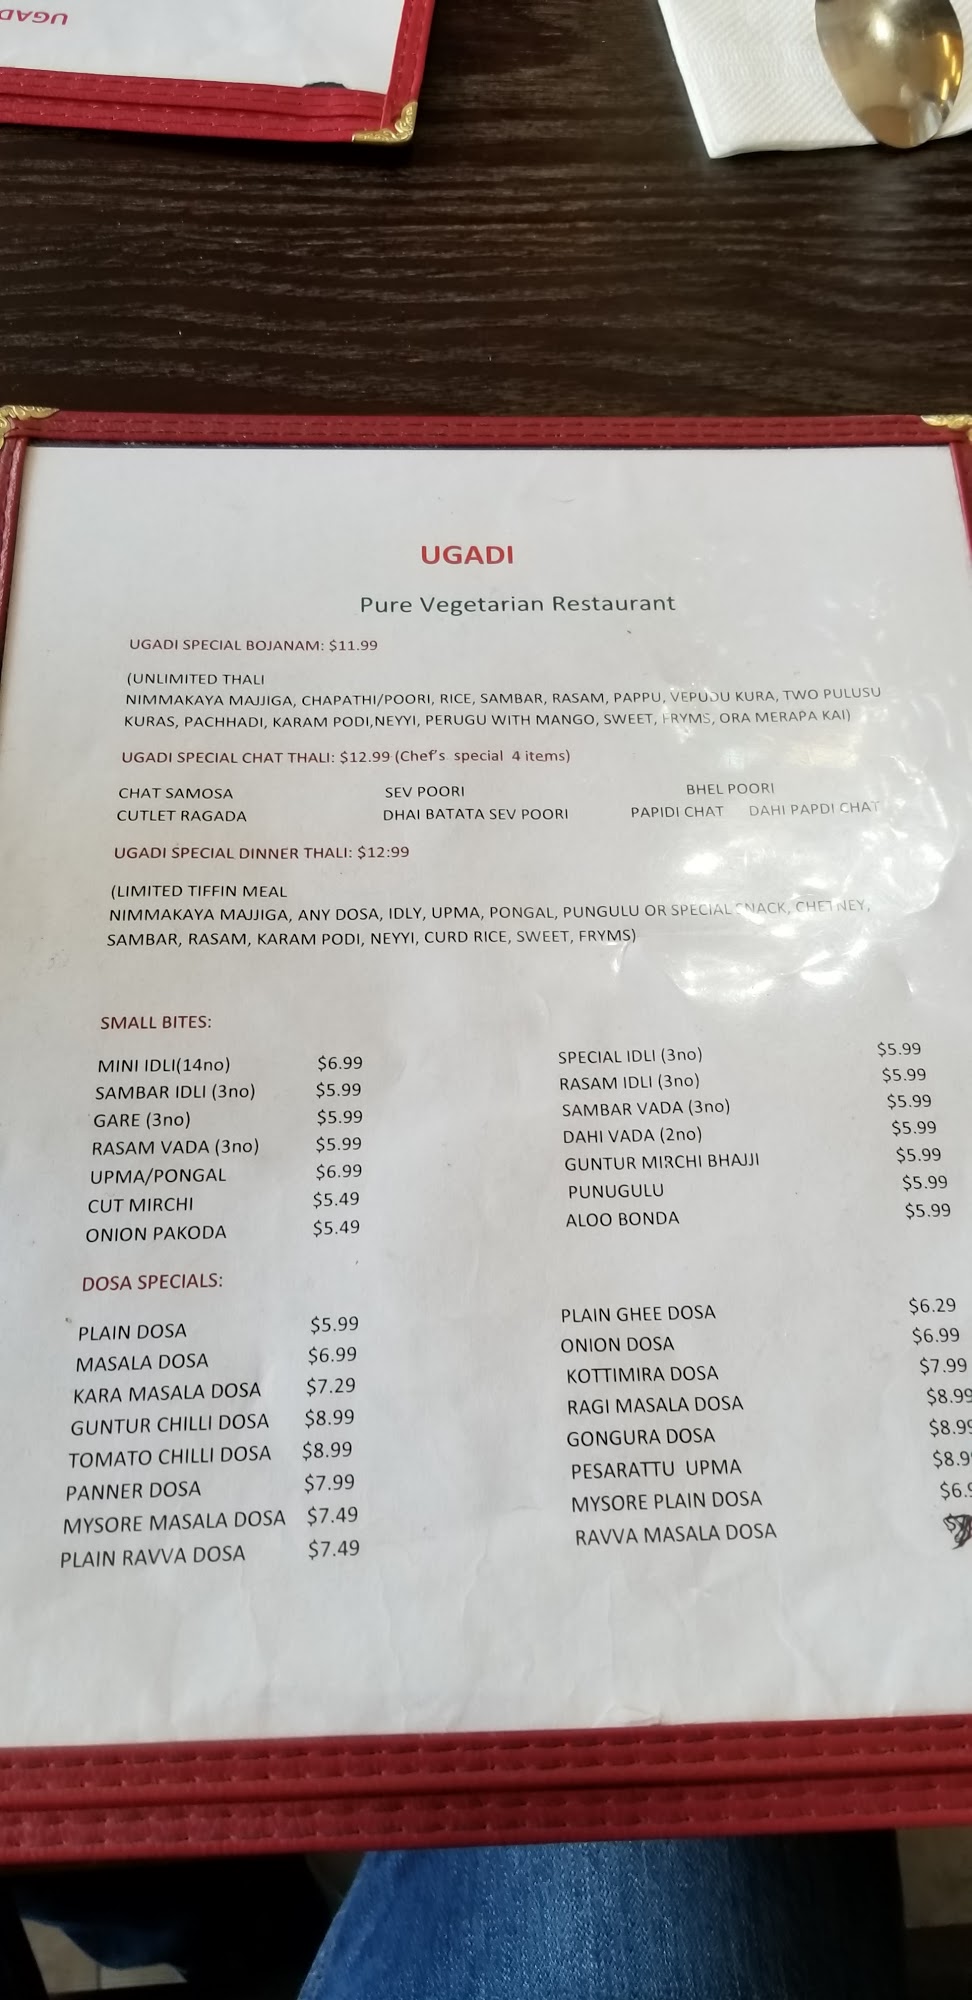 UGADI
UGADI
Pure Vegetarian Restaurant
UGADI SPECIAL BOJANAM: $11.99
(UNLIMITED THALI
NIMMAKAYA MAJJIGA, CHAPATHI/POORI, RICE, SAMBAR, RASAM, PAPPU, VEPUDU KURA, TWO PULUSU
KURAS, PACHHADI, KARAM PODI,NEYYI, PERUGU WITH MANGO, SWEET, FRYMS, ORA MERAPA KAI)
UGADI SPECIAL CHAT THALI: $12.99 (Chef's special 4 items)
CHAT SAMOSA SEV POORI BHEL POORI
CUTLET RAGADA DHAI BATATA SEV POORI PAPIDI CHAT DAHI PAPDI CHAT
UGADI SPECIAL DINNER THALI: $12:99
(LIMITED TIFFIN MEAL
NIMMAKAYA MAJJIGA, ANY DOSA, IDLY, UPMA, PONGAL, PUNGULU OR SPECIAL SNACK, CHETNEY,
SAMBAR, RASAM, KARAM PODI, NEYYI, CURD RICE, SWEET, FRYMS)
SMALL BITES:
MINI IDLI(14no) $6.99 SPECIAL IDLI (3no) $5.99
SAMBAR IDLI (3no) $5.99 RASAM IDLI (3no) $5.99
GARE (3no) $5.99 SAMBAR VADA (3no) $5.99
RASAM VADA (3no) $5.99 DAHI VADA (2no) $5.99
UPMA/PONGAL $6.99 GUNTUR MIRCHI BHAJJI $5.99
CUT MIRCHI $5.49 PUNUGULU $5.99
ONION PAKODA $5.49 ALOO BONDA $5.99
DOSA SPECIALS:
PLAIN DOSA $5.99 PLAIN GHEE DOSA $6.29
MASALA DOSA $6.99 ONION DOSA $6.99
KARA MASALA DOSA $7.29 KOTTIMIRA DOSA $7.99
GUNTUR CHILLI DOSA $8.99 RAGI MASALA DOSA $8.99
TOMATO CHILLI DOSA $8.99 GONGURA DOSA $8.9
PANNER DOSA $7.99 PESARATTU UPMA $8.9
MYSORE MASALA DOSA $7.49 MYSORE PLAIN DOSA $6.
PLAIN RAVVA DOSA $7.49 RAVVA MASALA DOSA